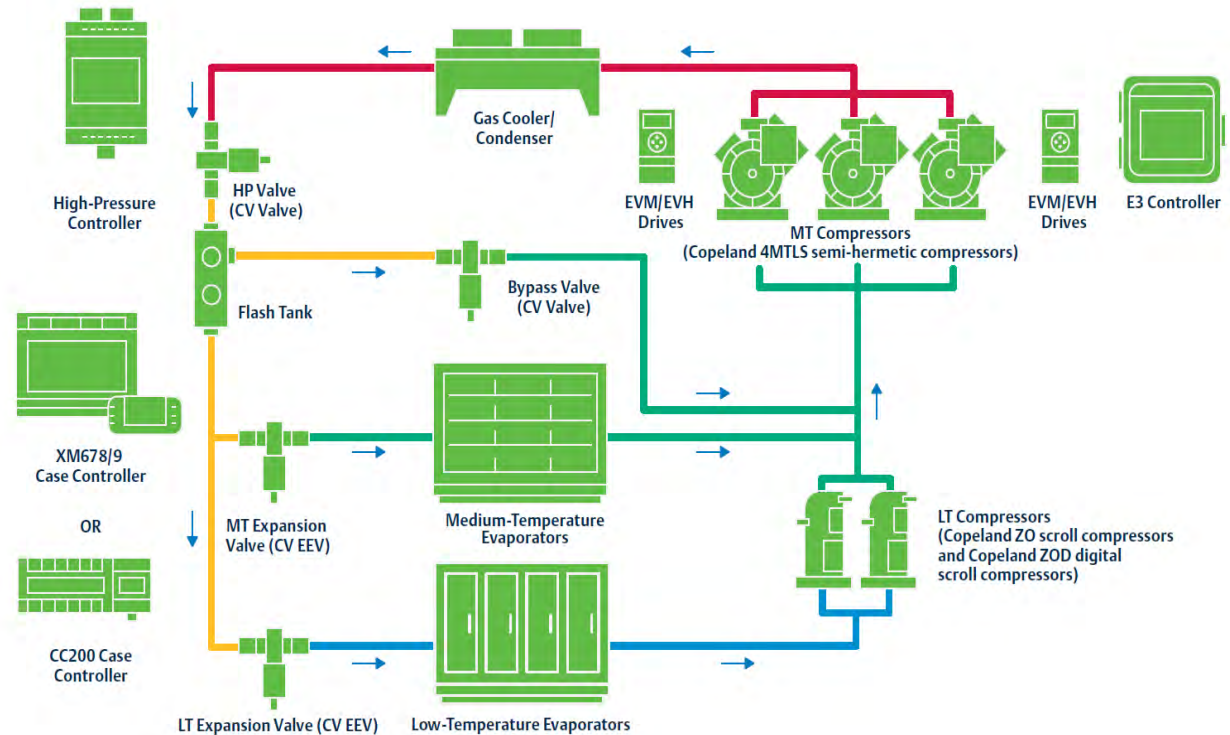 Gas Cooler/
Condenser
High-Pressure
Controller
HP Valve
(CV Valve)
EVM/EVH
Drives
MT Compressors
(Copeland 4MTLS semi-hermetic compressors)
EVM/EVH
Drives
E3 Controller
Flash Tank
Bypass Valve
(CV Valve)
XM678/9
Case Controller
OR
CC200 Case
Controller
MT Expansion
Valve (CV EEV)
Medium-Temperature
Evaporators
LT Compressors
(Copeland ZO scroll compressors
and Copeland ZOD digital
scroll compressors)
LT Expansion Valve (CV EEV)
Low-Temperature Evaporators